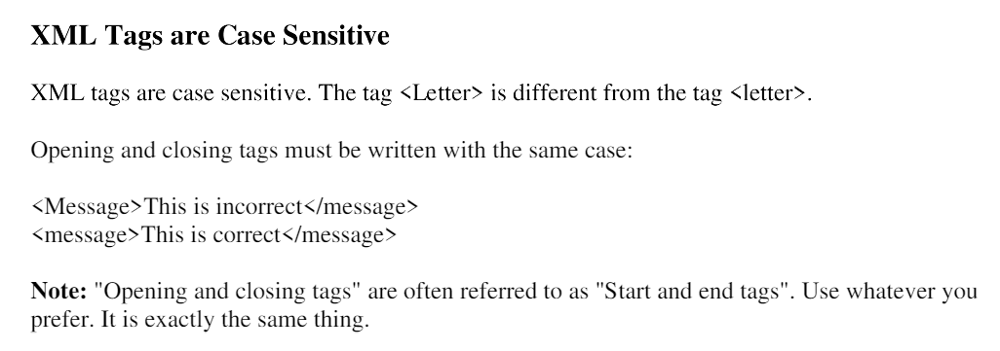 XML Tags are Case Sensitive
XML tags are case sensitive. The tag <Letter> is different from the tag <letter>.
Opening and closing tags must be written with the same case:
<Message>This is incorrect</message>
<message>This is correct</message>
Note: "Opening and closing tags" are often referred to as "Start and end tags". Use whatever you
prefer. It is exactly the same thing.